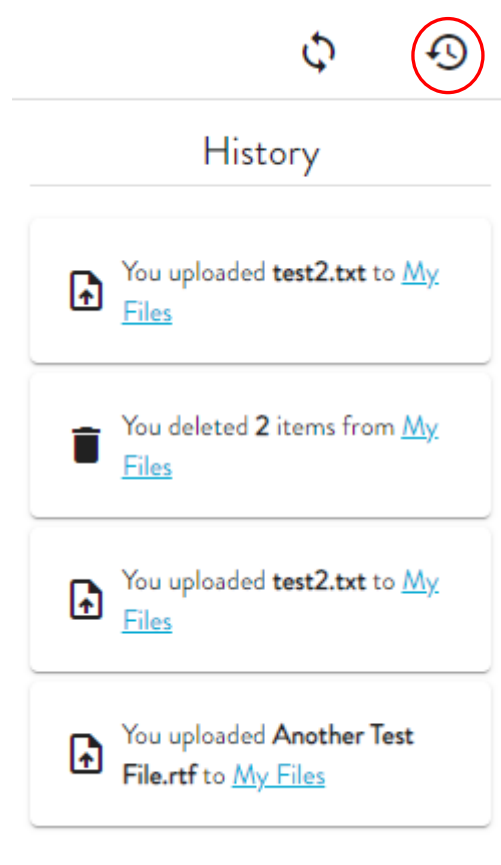 History
You uploaded test2.txt to My
Files
You deleted 2 items from My
Files
You uploaded test2.txt to My
Files
You uploaded Another Test
File.rtf to My Files